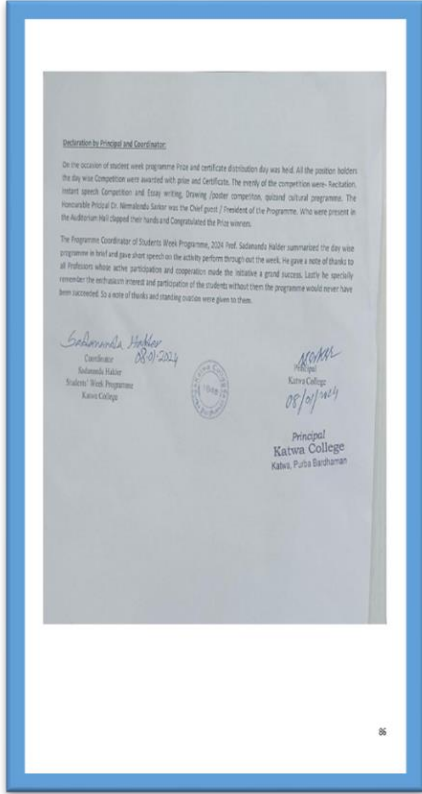 Declaration by Principal and Coordinator:
On the occasion of student week programme Prize and certificate distribution day was held. All the position holders
the day wise Competition were awarded with prize and Certificate. The evenly of the competition were- Recitation,
Instant speech Competition and Essay writing, Drawing /poster competiton, quizand cultural programme. The
Honourable Pricipal Dr. Nirmalendu Sarkar was the Chief guest / President of the Programme. Who were present in
the Auditorium Hall clapped their hands and Congratulated the Prize winners.
The Programme Coordinator of Students Week Programme, 2024 Prof. Sadananda Halder summarized the day wise
programme in brief and gave short speech on the activity perform through-out the week. He gave a note of thanks to
all Professors whose active participation and cooperation made the initiative a grand success. Lastly he specially
remember the enthusiasm interest and participation of the students without them the programme would never have
been succeeded. So a note of thanks and standing ovation were given to them.
Sadananda Halder
08.01.2024
Coordinator
Sadananda Halder
Students' Week Programme
Katwa College
Principal
Katwa College
08/01/2024
Principal
Katwa College
Katwa, Purba Bardhaman
86